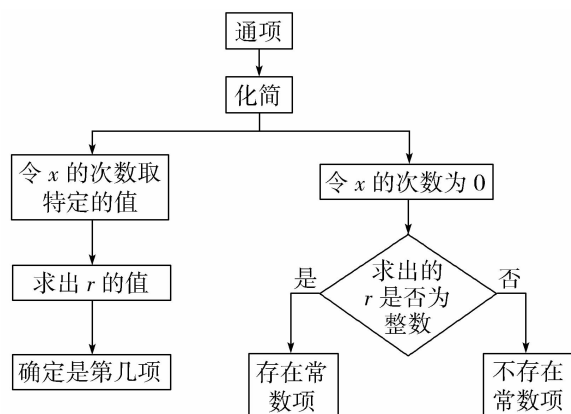 通项
化简
令 x 的次数取
特定的值
令 x 的次数为 0
求出 r 的值
是
求出的
r 是否为
整数
否
确定是第几项
存在常
数项
不存在
常数项